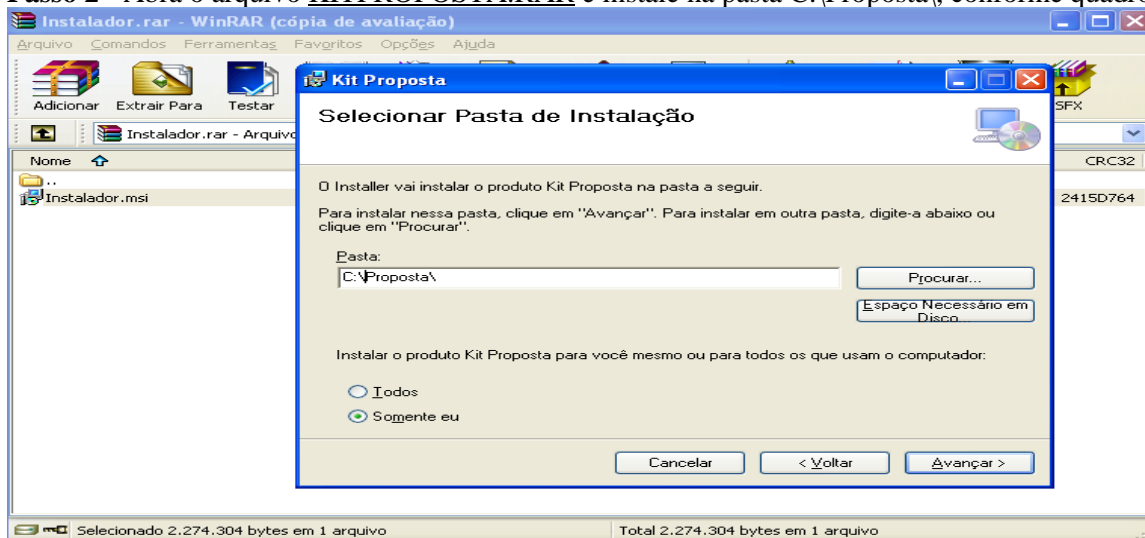 Passo 2 - Abra o arquivo KITPROPOSTA.RAR e instale na pasta C:\Proposta\, conforme quadro
Instalador.rar - WinRAR (cópia de avaliação)
Arquivo Comandos Ferramentas Favoritos Opções Ajuda
Adicionar Extrair Para Testar SFX
Instalador.rar - Arquivo
Nome CRC32
..
Instalador.msi 2415D764
Kit Proposta
Selecionar Pasta de Instalação
O Installer vai instalar o produto Kit Proposta na pasta a seguir.
Para instalar nessa pasta, clique em "Avançar". Para instalar em outra pasta, digite-a abaixo ou
clique em "Procurar".
Pasta:
C:\Proposta\
Procurar...
Espaço Necessário em
Disco...
Instalar o produto Kit Proposta para você mesmo ou para todos os que usam o computador:
Todos
Somente eu
Cancelar < Voltar Avançar >
Selecionado 2.274.304 bytes em 1 arquivo Total 2.274.304 bytes em 1 arquivo